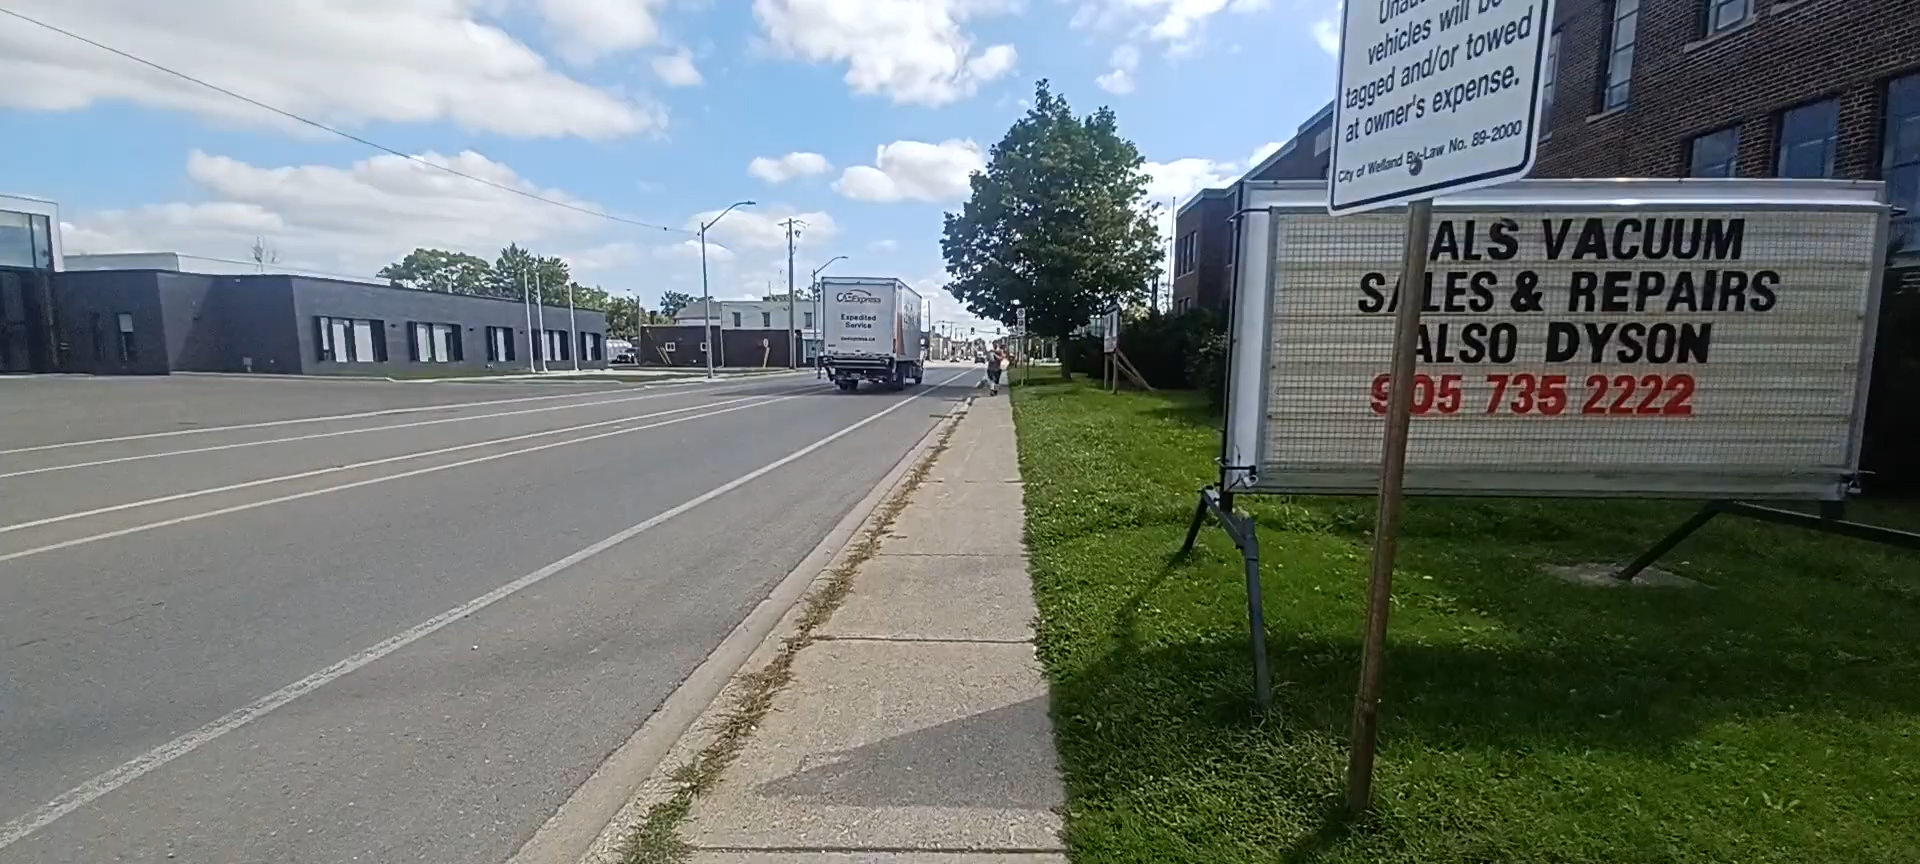 vehicles will be
tagged and/or towed
at owner's expense.
City of Welland By-Law No. 89-2000
ALS VACUUM
SALES & REPAIRS
ALSO DYSON
905 735 2222
Expedited
Service